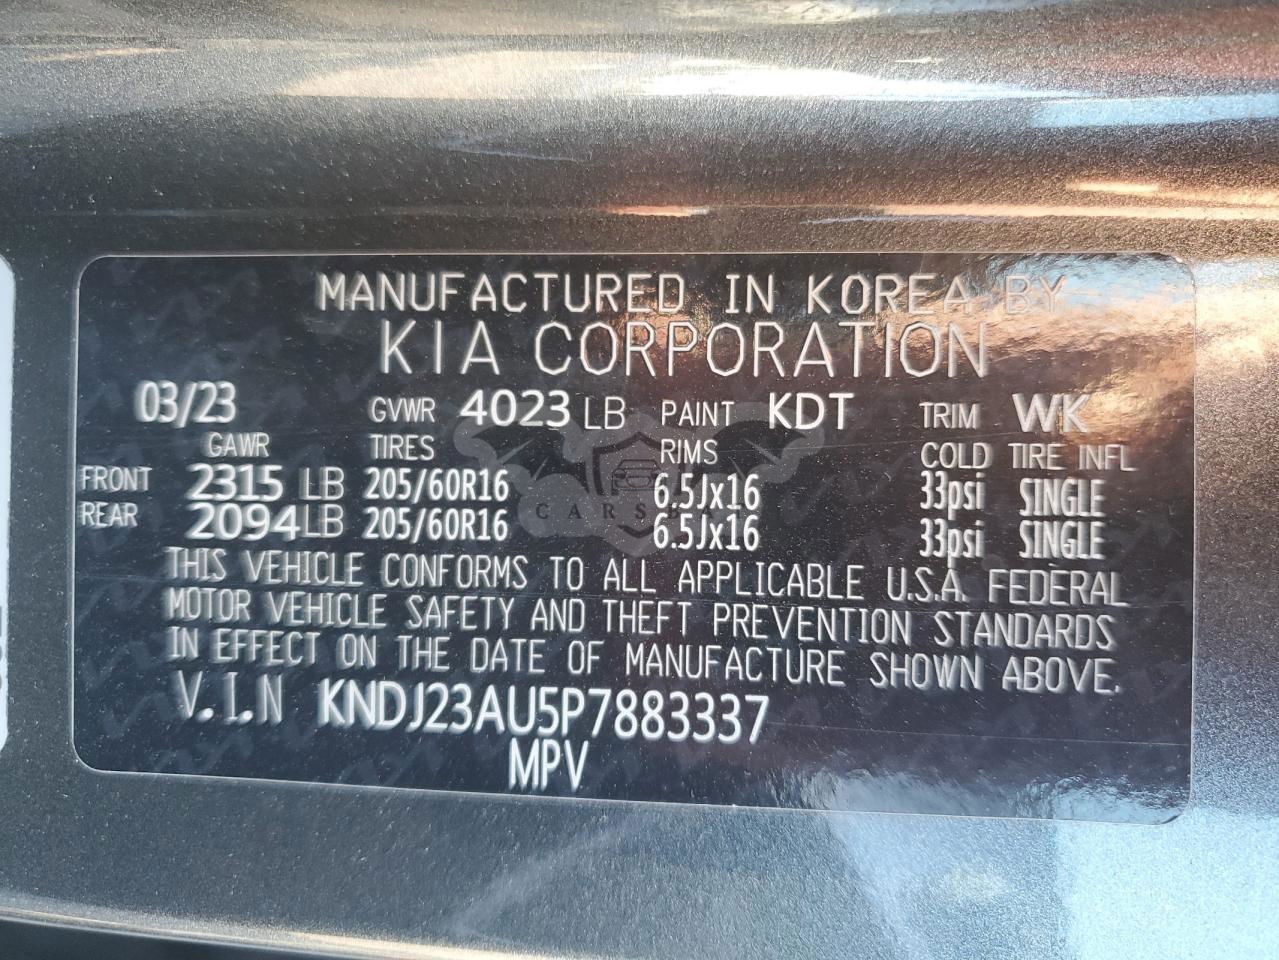 MANUFACTURED IN KOREA BY
KIA CORPORATION
03/23 GVWR 4023 LB PAINT KDT TRIM WK
GAWR TIRES RIMS COLD TIRE INFL
FRONT 2315 LB 205/60R16 6.5Jx16 33psi SINGLE
REAR 2094 LB 205/60R16 6.5Jx16 33psi SINGLE
THIS VEHICLE CONFORMS TO ALL APPLICABLE U.S.A. FEDERAL
MOTOR VEHICLE SAFETY AND THEFT PREVENTION STANDARDS
IN EFFECT ON THE DATE OF MANUFACTURE SHOWN ABOVE.
V.I.N KNDJ23AU5P7883337
MPV